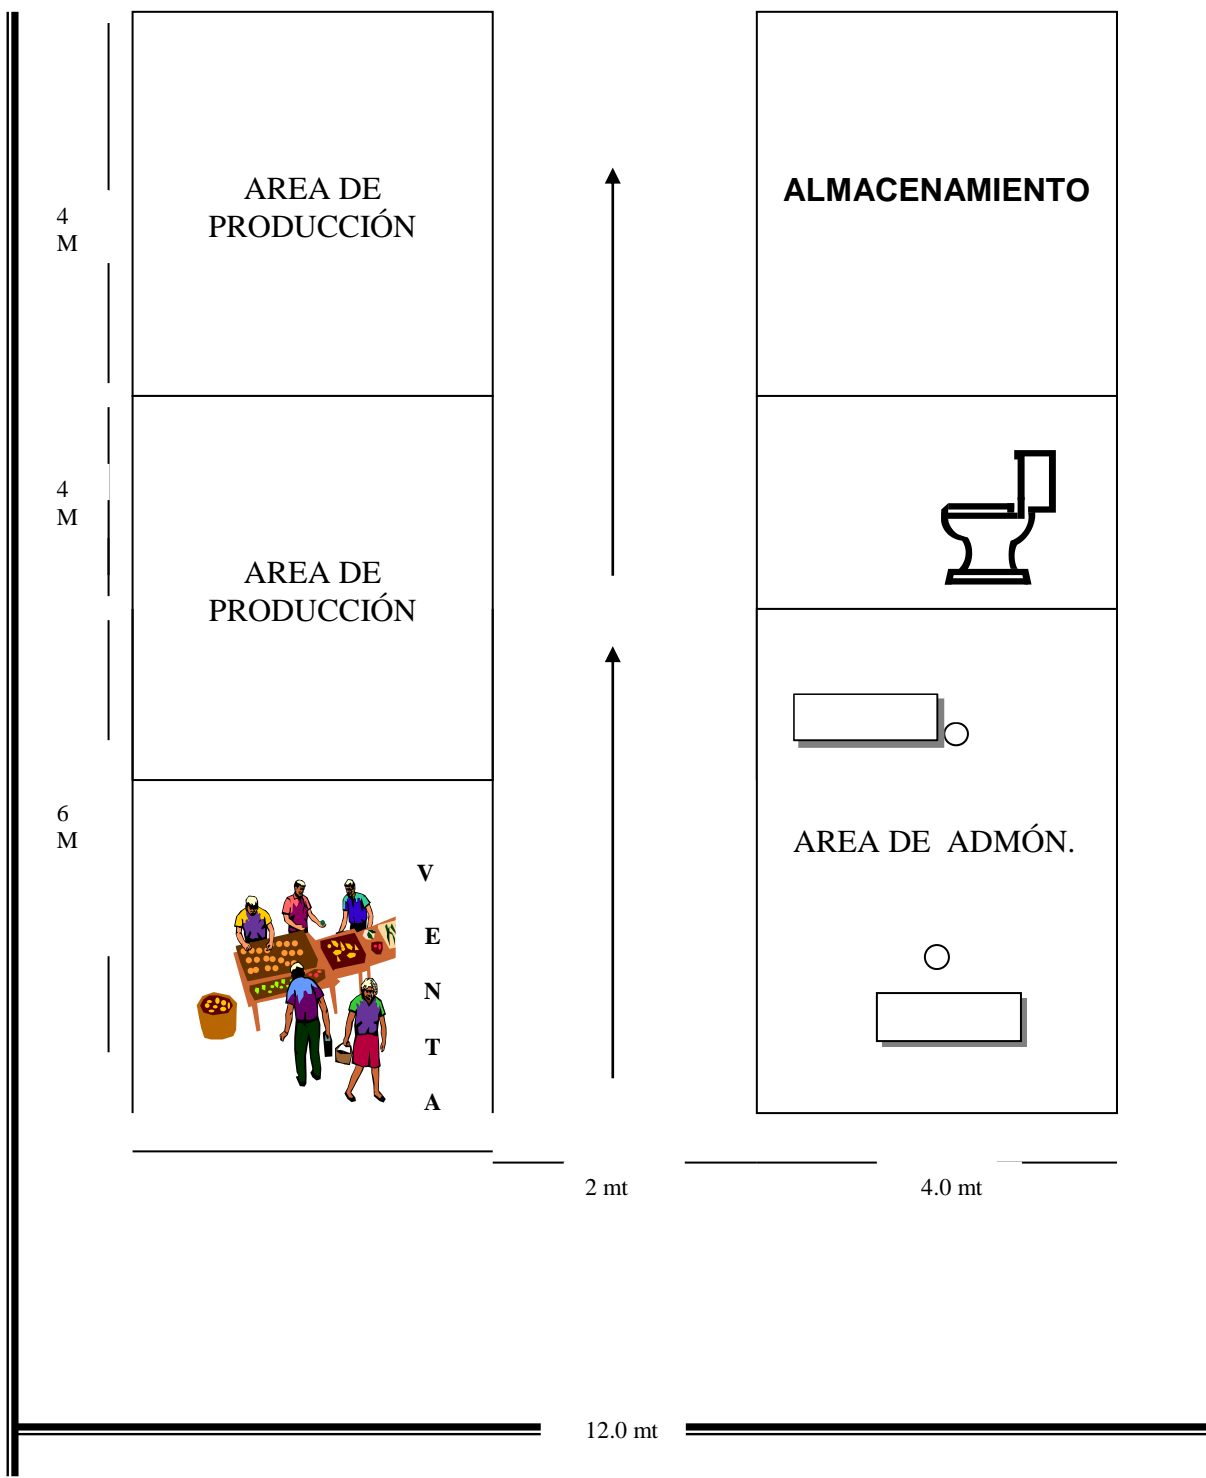 AREA DE
PRODUCCIÓN
ALMACENAMIENTO
4
M
4
M
AREA DE
PRODUCCIÓN
6
M
AREA DE  ADMÓN.
V
E
N
T
A
2 mt
4.0 mt
12.0 mt